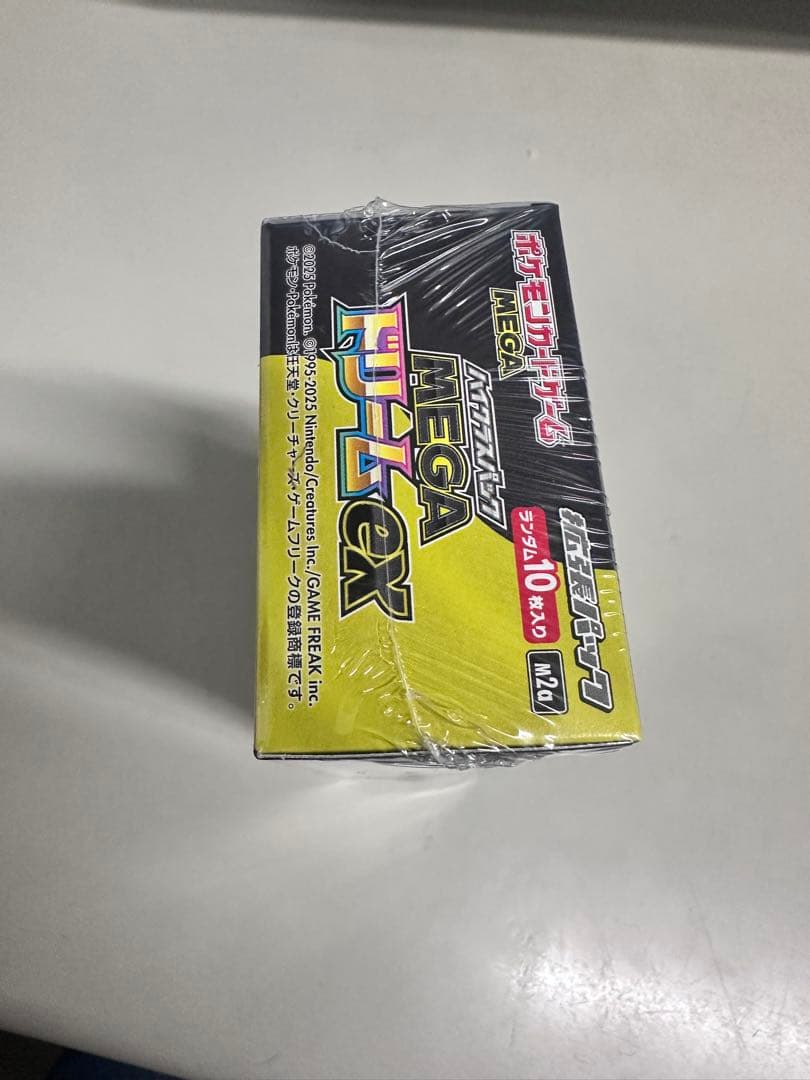 ポケモンカードゲーム
MEGA
拡張パック
ハイクラスパック
MEGA
ドリームex
ランダム10枚入り
M2a
©2025 Pokémon. ©1995-2025 Nintendo/Creatures Inc./GAME FREAK inc.
ポケモン・Pokémonは任天堂・クリーチャーズ・ゲームフリークの登録商標です。